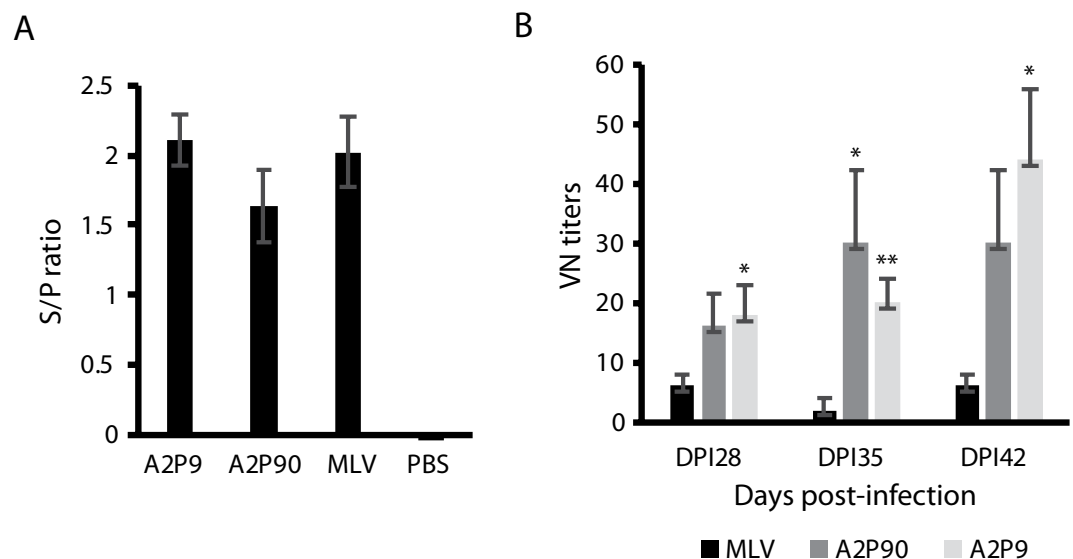 A
S/P ratio
2.5
2
1.5
1
0.5
0
A2P9 A2P90 MLV PBS
B
VN titers
60
50
40
30
20
10
0
*
*
**
*
DPI28 DPI35 DPI42
Days post-infection
MLV A2P90 A2P9